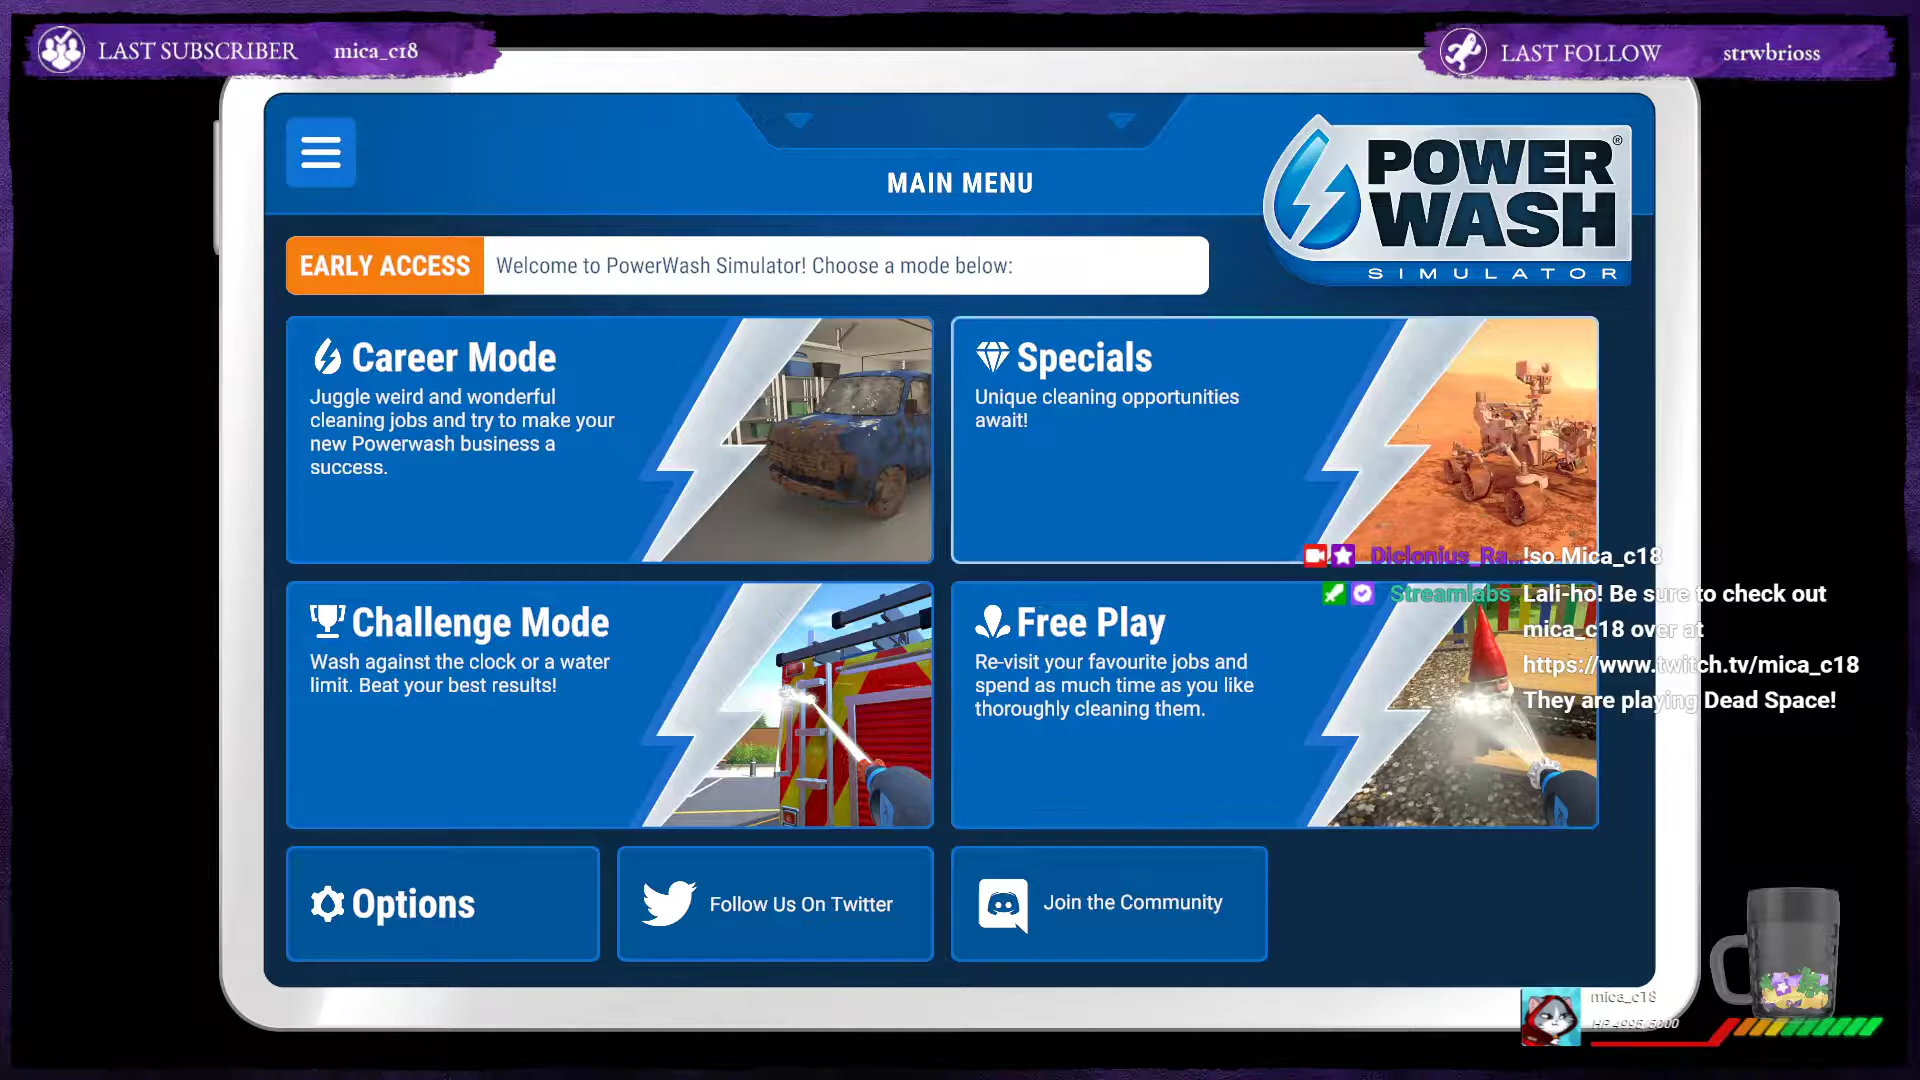 LAST SUBSCRIBER mica_c18
LAST FOLLOW strwbrioss
MAIN MENU
POWER
WASH
SIMULATOR
®
EARLY ACCESS Welcome to PowerWash Simulator! Choose a mode below:
Career Mode
Juggle weird and wonderful
cleaning jobs and try to make your
new Powerwash business a
success.
Specials
Unique cleaning opportunities
await!
Diclonius_Ra... !so Mica_c18
Streamlabs Lali-ho! Be sure to check out
mica_c18 over at
https://www.twitch.tv/mica_c18
They are playing Dead Space!
Challenge Mode
Wash against the clock or a water
limit. Beat your best results!
Free Play
Re-visit your favourite jobs and
spend as much time as you like
thoroughly cleaning them.
Options
Follow Us On Twitter
Join the Community
mica_c18
HP 4995/5000